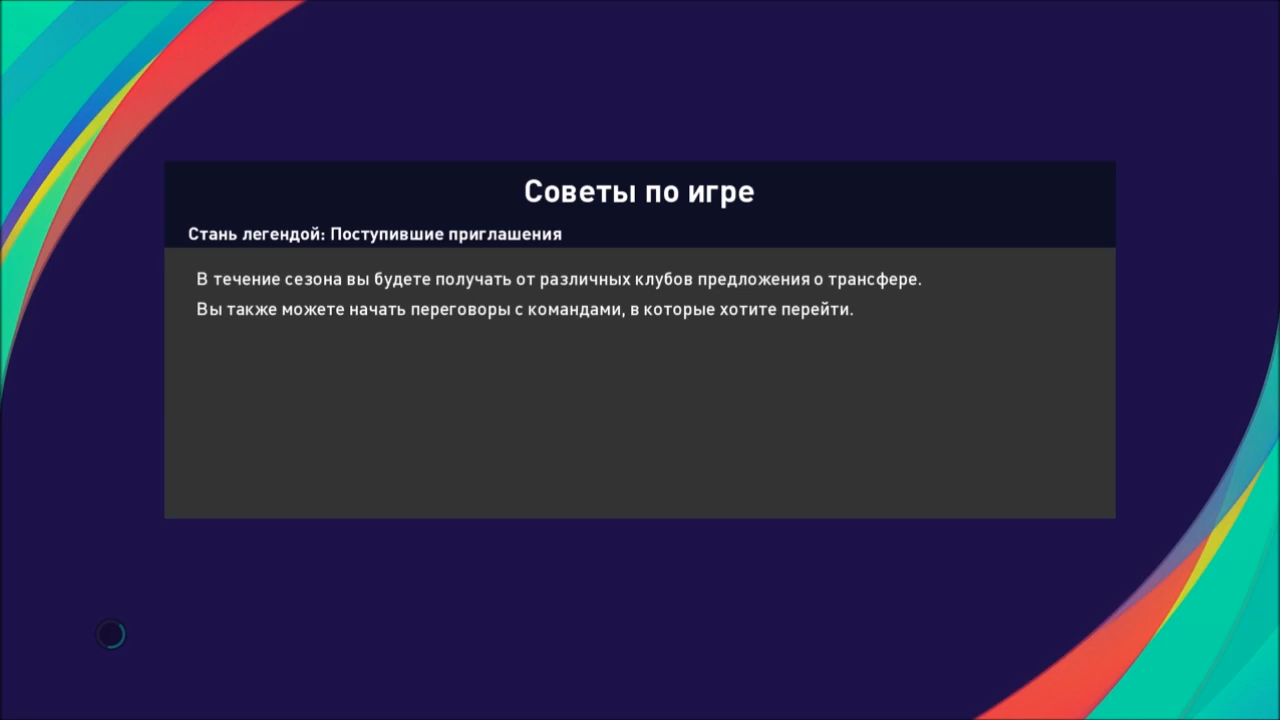 Советы по игре
Стань легендой: Поступившие приглашения
В течение сезона вы будете получать от различных клубов предложения о трансфере.
Вы также можете начать переговоры с командами, в которые хотите перейти.